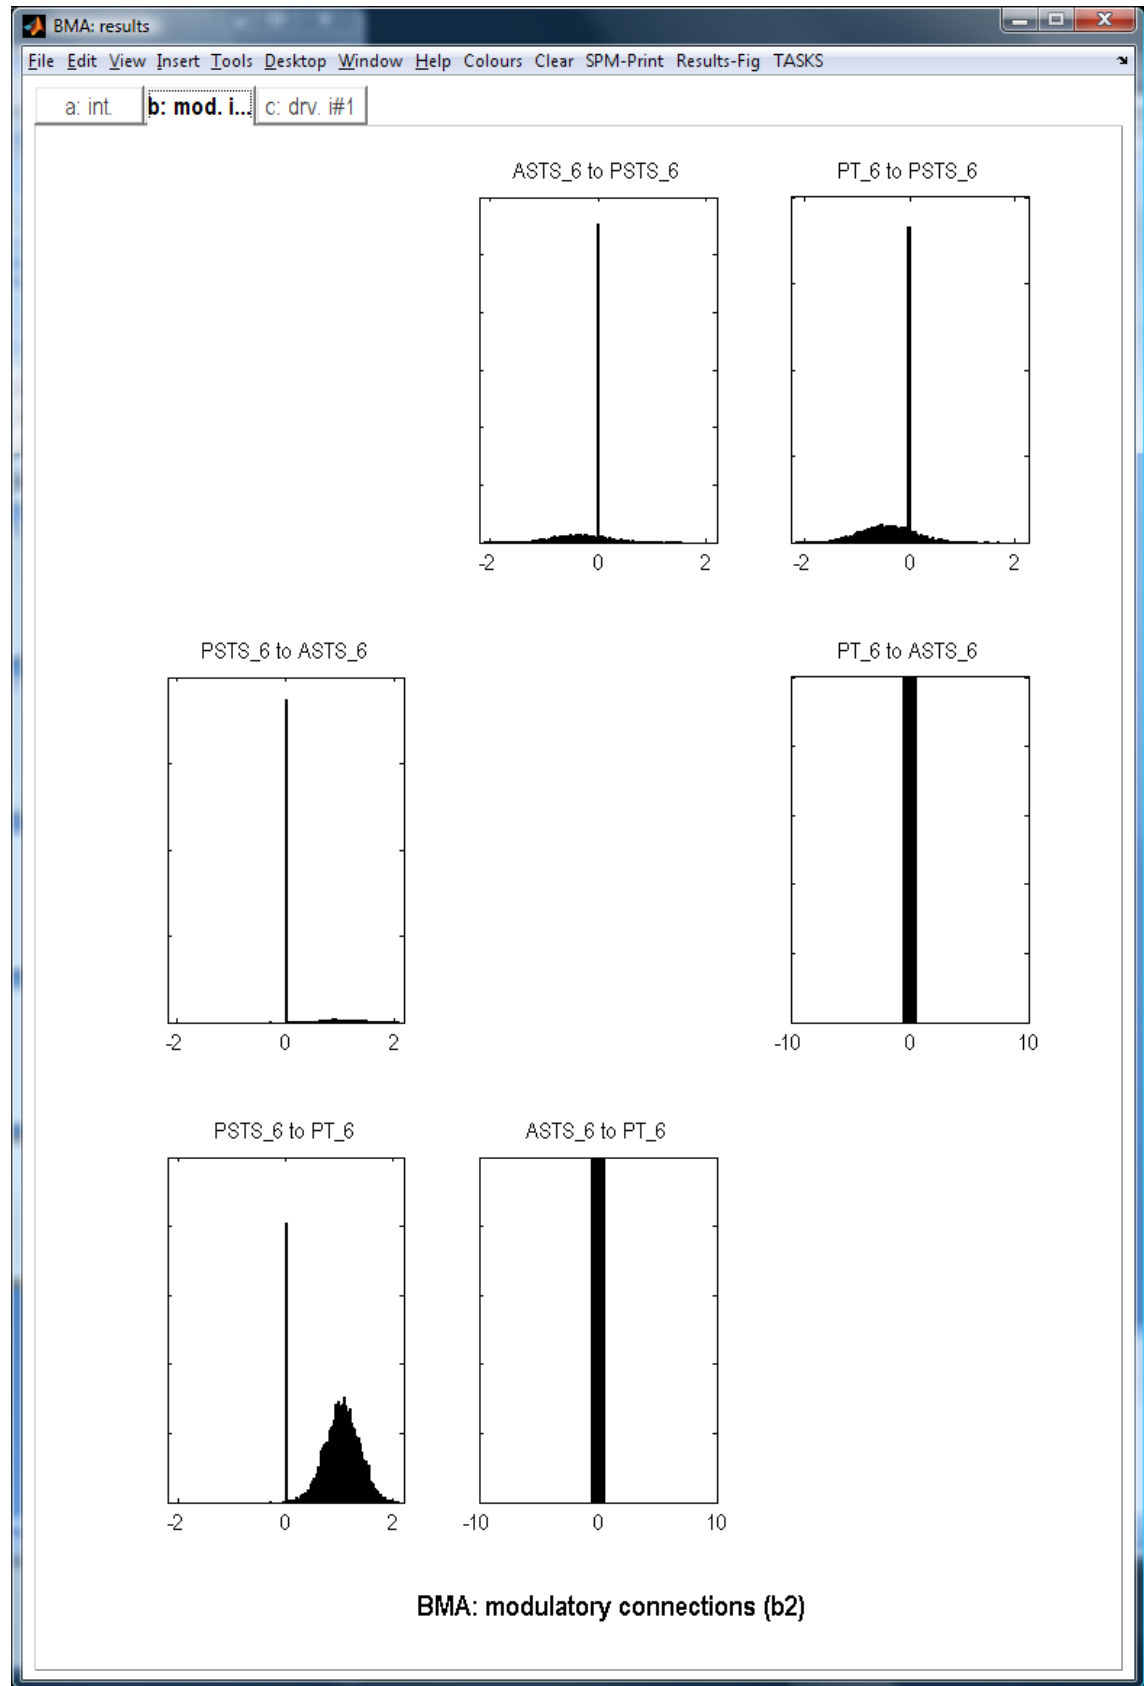 BMA: results
File Edit View Insert Tools Desktop Window Help Colours Clear SPM-Print Results-Fig TASKS
a: int. b: mod. i... c: drv. i#1
ASTS_6 to PSTS_6 PT_6 to PSTS_6
-2 0 2 -2 0 2
PSTS_6 to ASTS_6 PT_6 to ASTS_6
-2 0 2 -10 0 10
PSTS_6 to PT_6 ASTS_6 to PT_6
-2 0 2 -10 0 10
BMA: modulatory connections (b2)